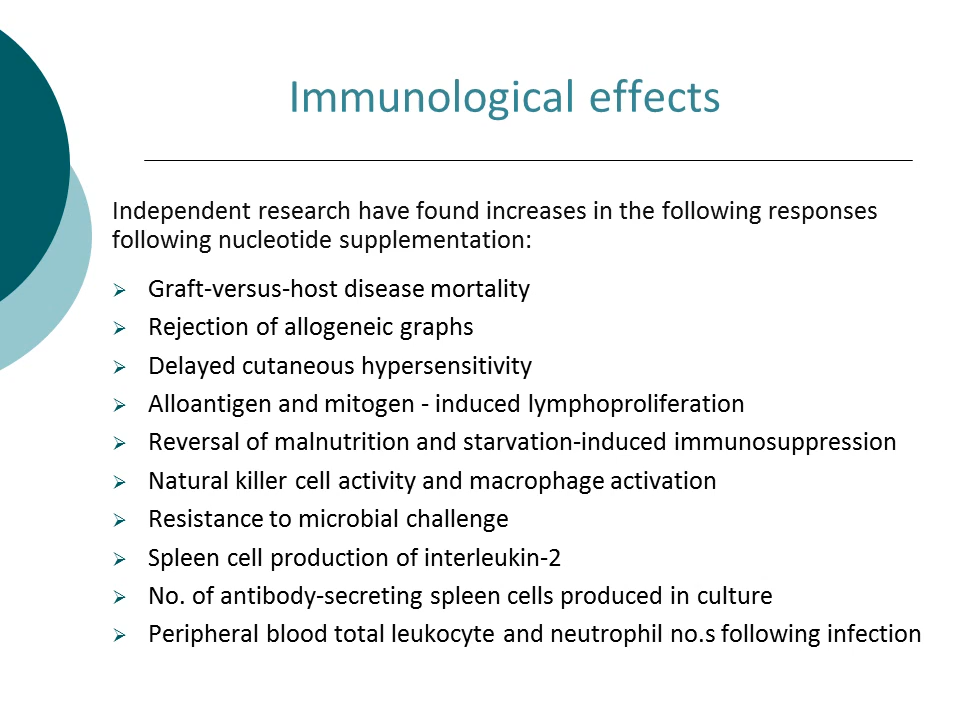 Immunological effects
Independent research have found increases in the following responses
following nucleotide supplementation:
Graft-versus-host disease mortality
Rejection of allogeneic graphs
Delayed cutaneous hypersensitivity
Alloantigen and mitogen - induced lymphoproliferation
Reversal of malnutrition and starvation-induced immunosuppression
Natural killer cell activity and macrophage activation
Resistance to microbial challenge
Spleen cell production of interleukin-2
No. of antibody-secreting spleen cells produced in culture
Peripheral blood total leukocyte and neutrophil no.s following infection